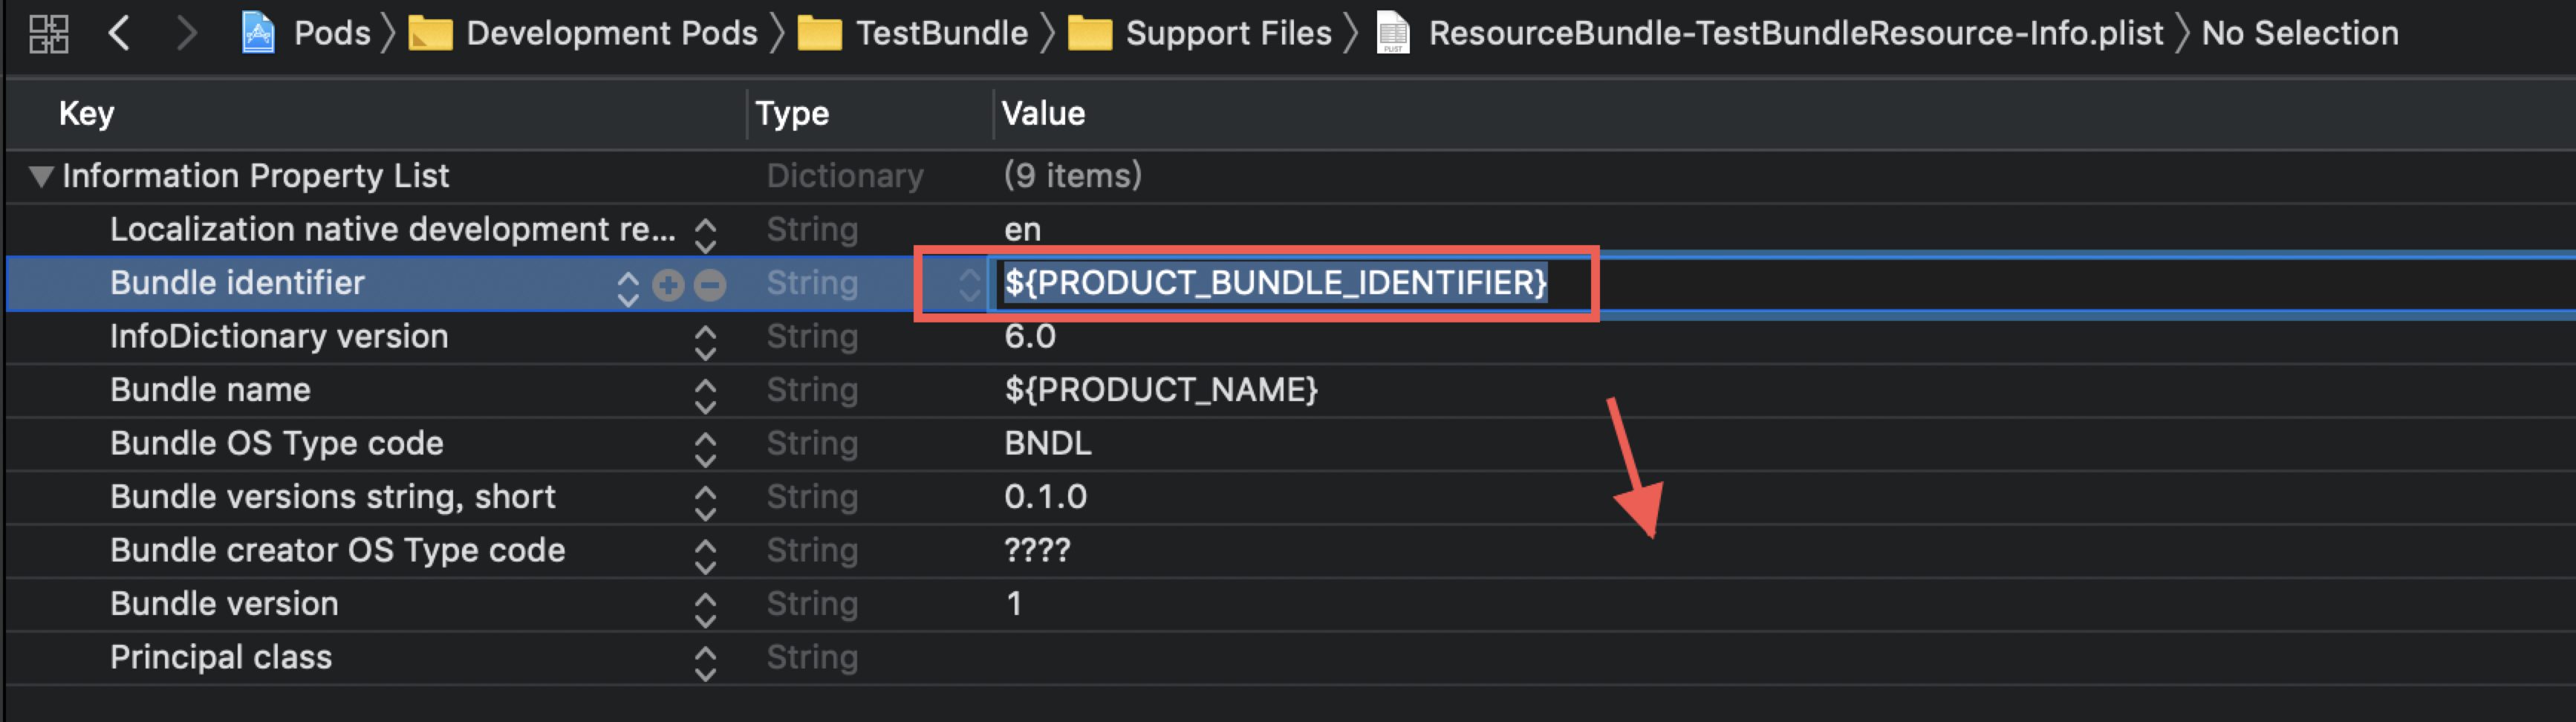 Pods Development Pods TestBundle Support Files ResourceBundle-TestBundleResource-Info.plist No Selection
Key Type Value
Information Property List Dictionary (9 items)
Localization native development re... String en
Bundle identifier String ${PRODUCT_BUNDLE_IDENTIFIER}
InfoDictionary version String 6.0
Bundle name String ${PRODUCT_NAME}
Bundle OS Type code String BNDL
Bundle versions string, short String 0.1.0
Bundle creator OS Type code String ????
Bundle version String 1
Principal class String